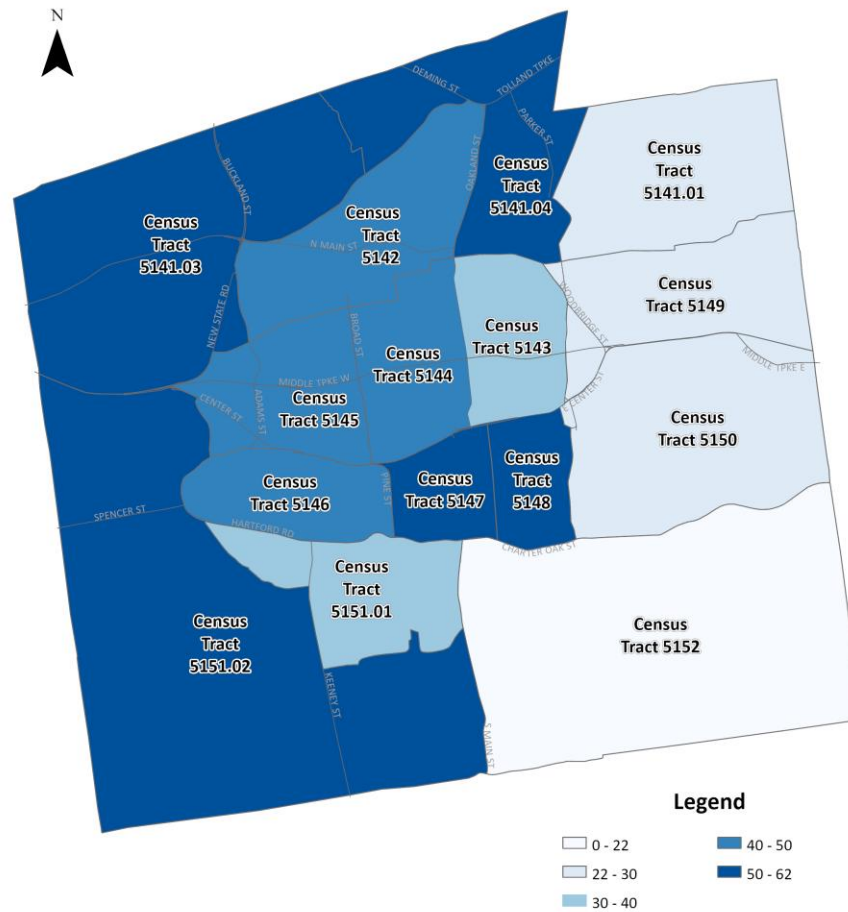 N
DEMING ST
TOLLAND TPKE
PARKER ST
OAKLAND ST
BUCKLAND ST
Census
Tract
5141.04
Census
Tract
5141.01
Census
Tract
5141.03
Census
Tract
5142
N MAIN ST
NEW STATE RD
BROAD ST
WOODBRIDGE ST
Census
Tract 5149
Census
Tract 5143
Census
Tract 5144
MIDDLE TPKE W
MIDDLE TPKE E
CENTER ST
ADAMS ST
Census
Tract 5145
E CENTER ST
Census
Tract 5150
Census
Tract 5146
PINE ST
Census
Tract 5147
Census
Tract
5148
SPENCER ST
HARTFORD RD
CHARTER OAK ST
Census
Tract
5151.01
Census
Tract
5151.02
Census
Tract 5152
KEENEY ST
S MAIN ST
Legend
0 - 22
22 - 30
30 - 40
40 - 50
50 - 62